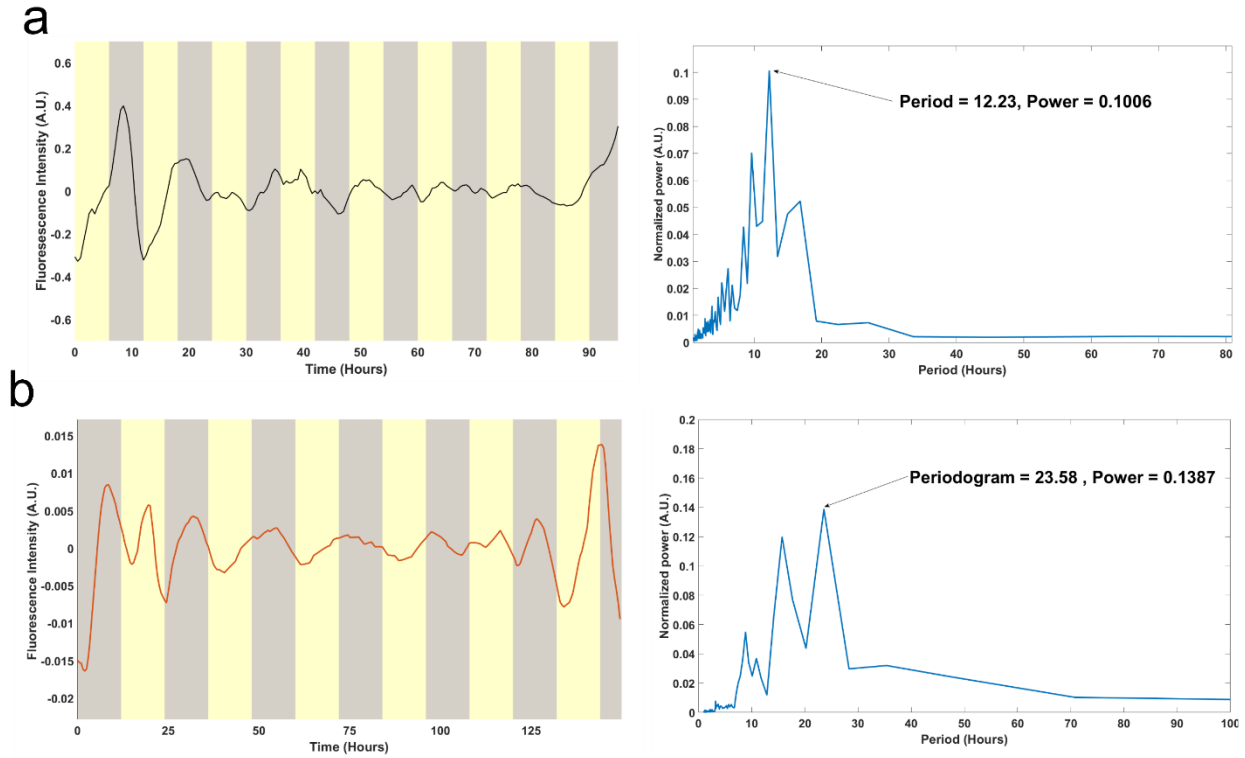 a
Fluoresescence Intensity (A.U.)
0.6
0.4
0.2
0
-0.2
-0.4
-0.6
0 10 20 30 40 50 60 70 80 90
Time (Hours)
Normalized power (A.U.)
0.1
0.09
0.08
0.07
0.06
0.05
0.04
0.03
0.02
0.01
0
Period = 12.23, Power = 0.1006
10 20 30 40 50 60 70 80
Period (Hours)
b
Fluorescence Intensity (A.U.)
0.015
0.01
0.005
0
-0.005
-0.01
-0.015
-0.02
0 25 50 75 100 125
Time (Hours)
Normalized power (A.U.)
0.2
0.18
0.16
0.14
0.12
0.1
0.08
0.06
0.04
0.02
0
Periodogram = 23.58 , Power = 0.1387
0 10 20 30 40 50 60 70 80 90 100
Period (Hours)